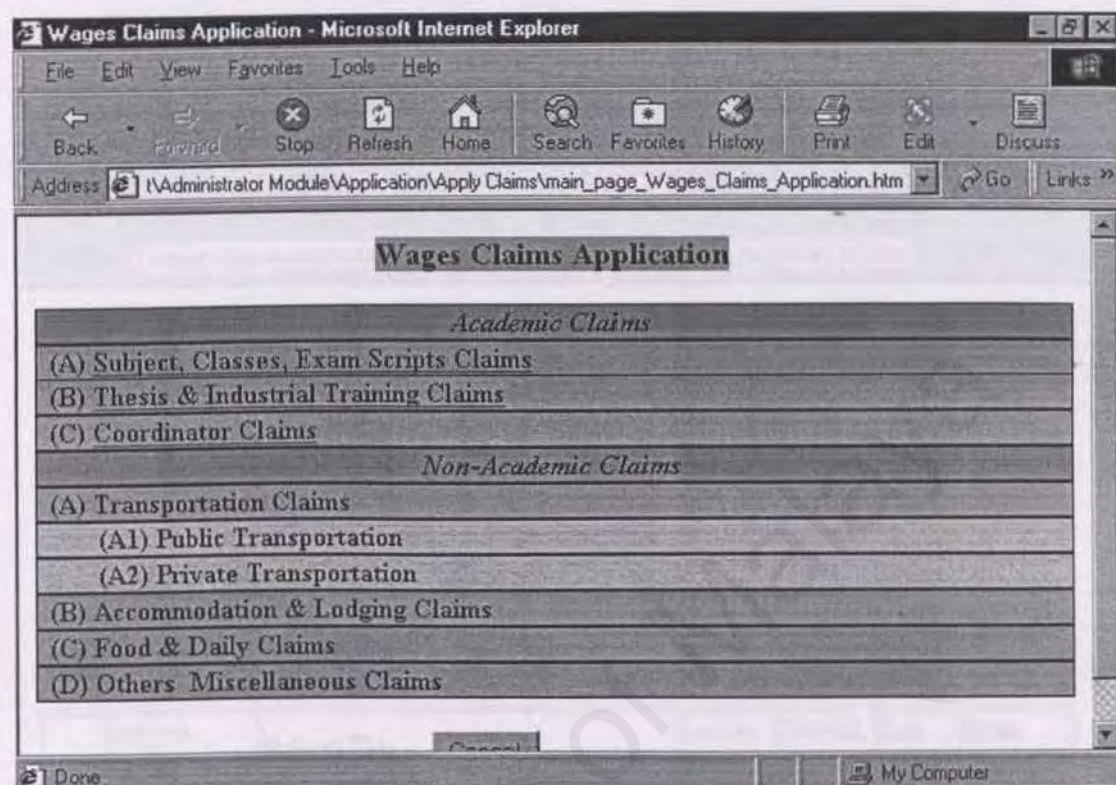 Wages Claims Application - Microsoft Internet Explorer
File Edit View Favorites Tools Help
Back Forward Stop Refresh Home Search Favorites History Print Edit Discuss
Address t\Administrator Module\Application\Apply Claims\main_page_Wages_Claims_Application.htm Go Links »
Wages Claims Application
Academic Claims
(A) Subject, Classes, Exam Scripts Claims
(B) Thesis & Industrial Training Claims
(C) Coordinator Claims
Non-Academic Claims
(A) Transportation Claims
(A1) Public Transportation
(A2) Private Transportation
(B) Accommodation & Lodging Claims
(C) Food & Daily Claims
(D) Others Miscellaneous Claims
Cancel
Done My Computer